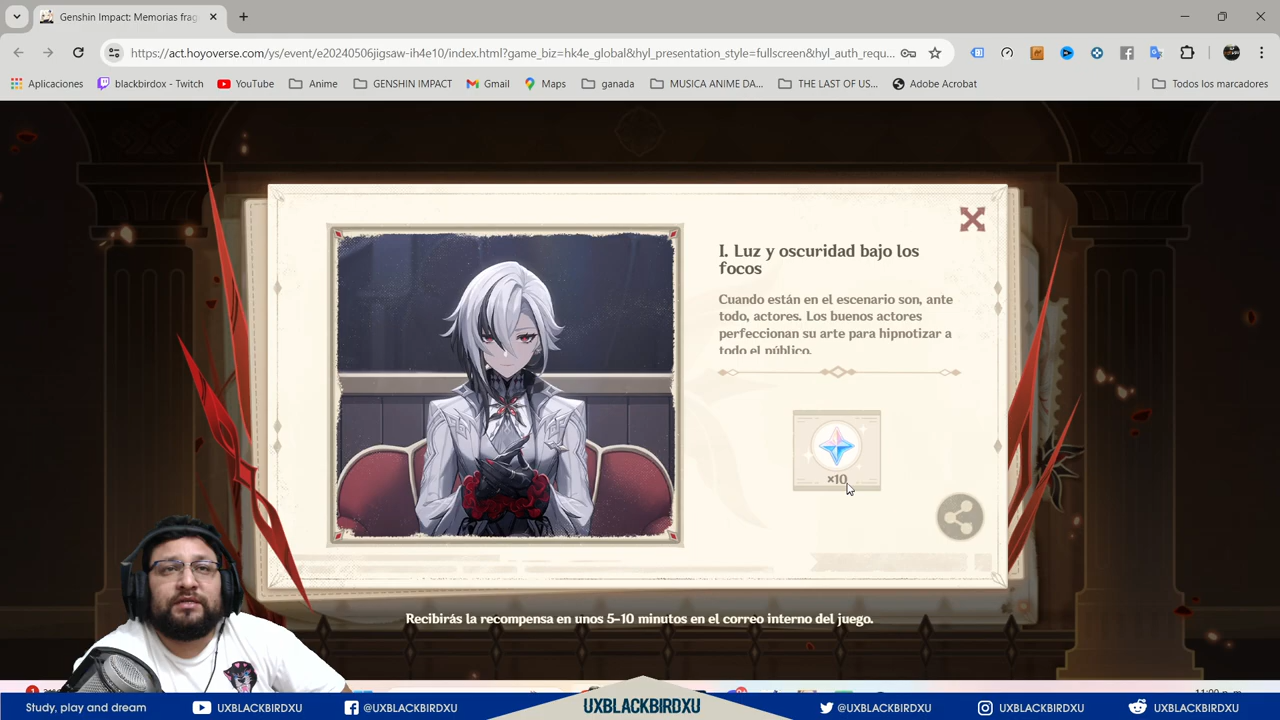 Genshin Impact: Memorias frag
https://act.hoyoverse.com/ys/event/e20240506jigsaw-ih4e10/index.html?game_biz=hk4e_global&hyl_presentation_style=fullscreen&hyl_auth_requ...
Aplicaciones
blackbirdox - Twitch
YouTube
Anime
GENSHIN IMPACT
Gmail
Maps
ganada
MUSICA ANIME DA...
THE LAST OF US...
Adobe Acrobat
Todos los marcadores
I. Luz y oscuridad bajo los
focos
Cuando están en el escenario son, ante
todo, actores. Los buenos actores
perfeccionan su arte para hipnotizar a
todo el público.
×10
Recibirás la recompensa en unos 5-10 minutos en el correo interno del juego.
Study, play and dream
UXBLACKBIRDXU
@UXBLACKBIRDXU
UXBLACKBIRDXU
@UXBLACKBIRDXU
UXBLACKBIRDXU
UXBLACKBIRDXU